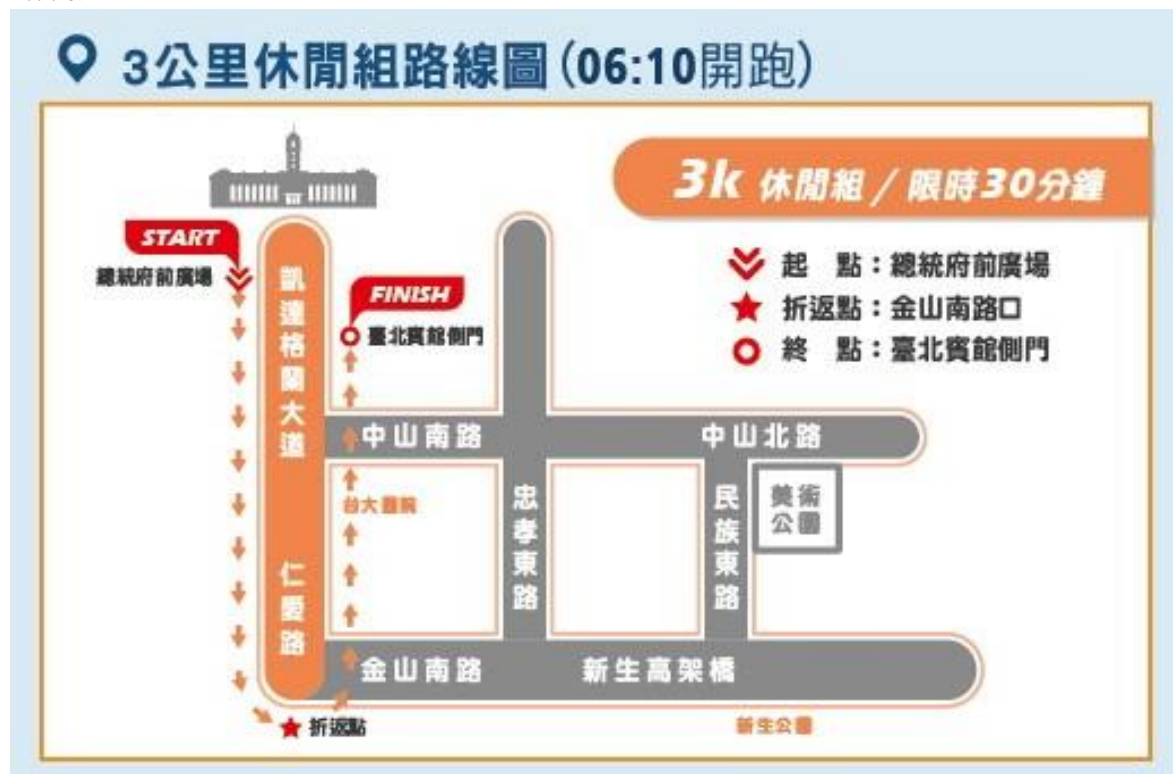 3公里休閒組路線圖(06:10開跑)
3k 休閒組/限時30分鐘
START
總統府前廣場
凱達格蘭大道
FINISH
臺北賓館側門
起 點：總統府前廣場
折返點：金山南路口
終 點：臺北賓館側門
中山南路
中山北路
台大醫院
忠孝東路
民族東路
美術
公園
仁愛路
金山南路
新生高架橋
折返點
新生公園